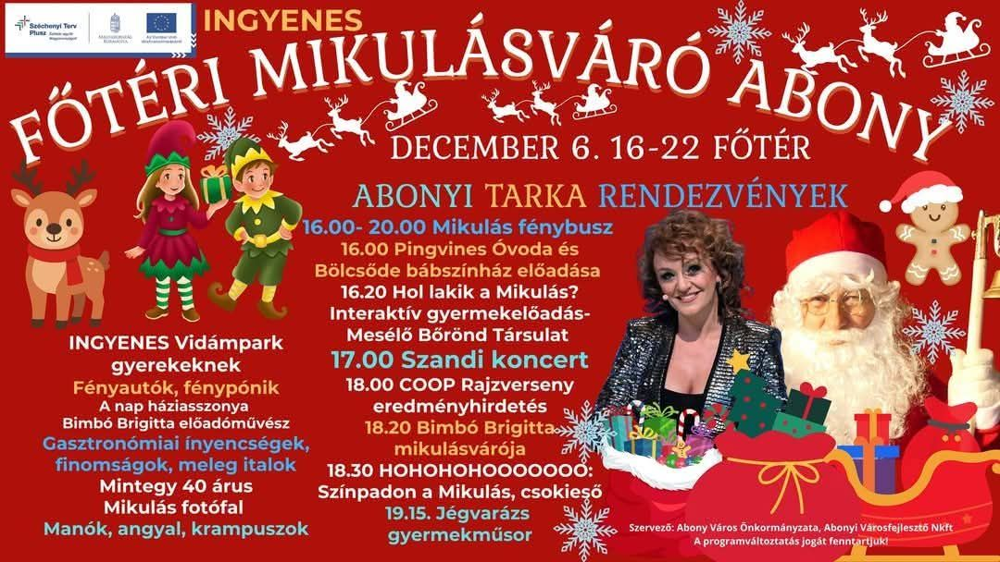 Széchenyi Terv
Plusz
MAGYARORSZÁG
KORMÁNYA
INGYENES
FŐTÉRI MIKULÁSVÁRÓ ABONY
DECEMBER 6. 16-22 FŐTÉR
ABONYI TARKA RENDEZVÉNYEK
16.00- 20.00 Mikulás fénybusz
16.00 Pingvines Óvoda és
Bölcsőde bábszínház előadása
16.20 Hol lakik a Mikulás?
Interaktív gyermekelőadás-
Mesélő Bőrönd Társulat
17.00 Szandi koncert
18.00 COOP Rajzverseny
eredményhirdetés
18.20 Bimbó Brigitta
mikulásvárója
18.30 HOHOHOHOOOOOOO:
Színpadon a Mikulás, csokieső
19.15. Jégvarázs
gyermekműsor
INGYENES Vidámpark
gyerekeknek
Fényautók, fénypónik
A nap háziasszonya
Bimbó Brigitta előadóművész
Gasztronómiai ínyencségek,
finomságok, meleg italok
Mintegy 40 árus
Mikulás fotófal
Manók, angyal, krampuszok
Szervező: Abony Város Önkormányzata, Abonyi Városfejlesztő Nkft
A programváltoztatás jogát fenntartjuk!